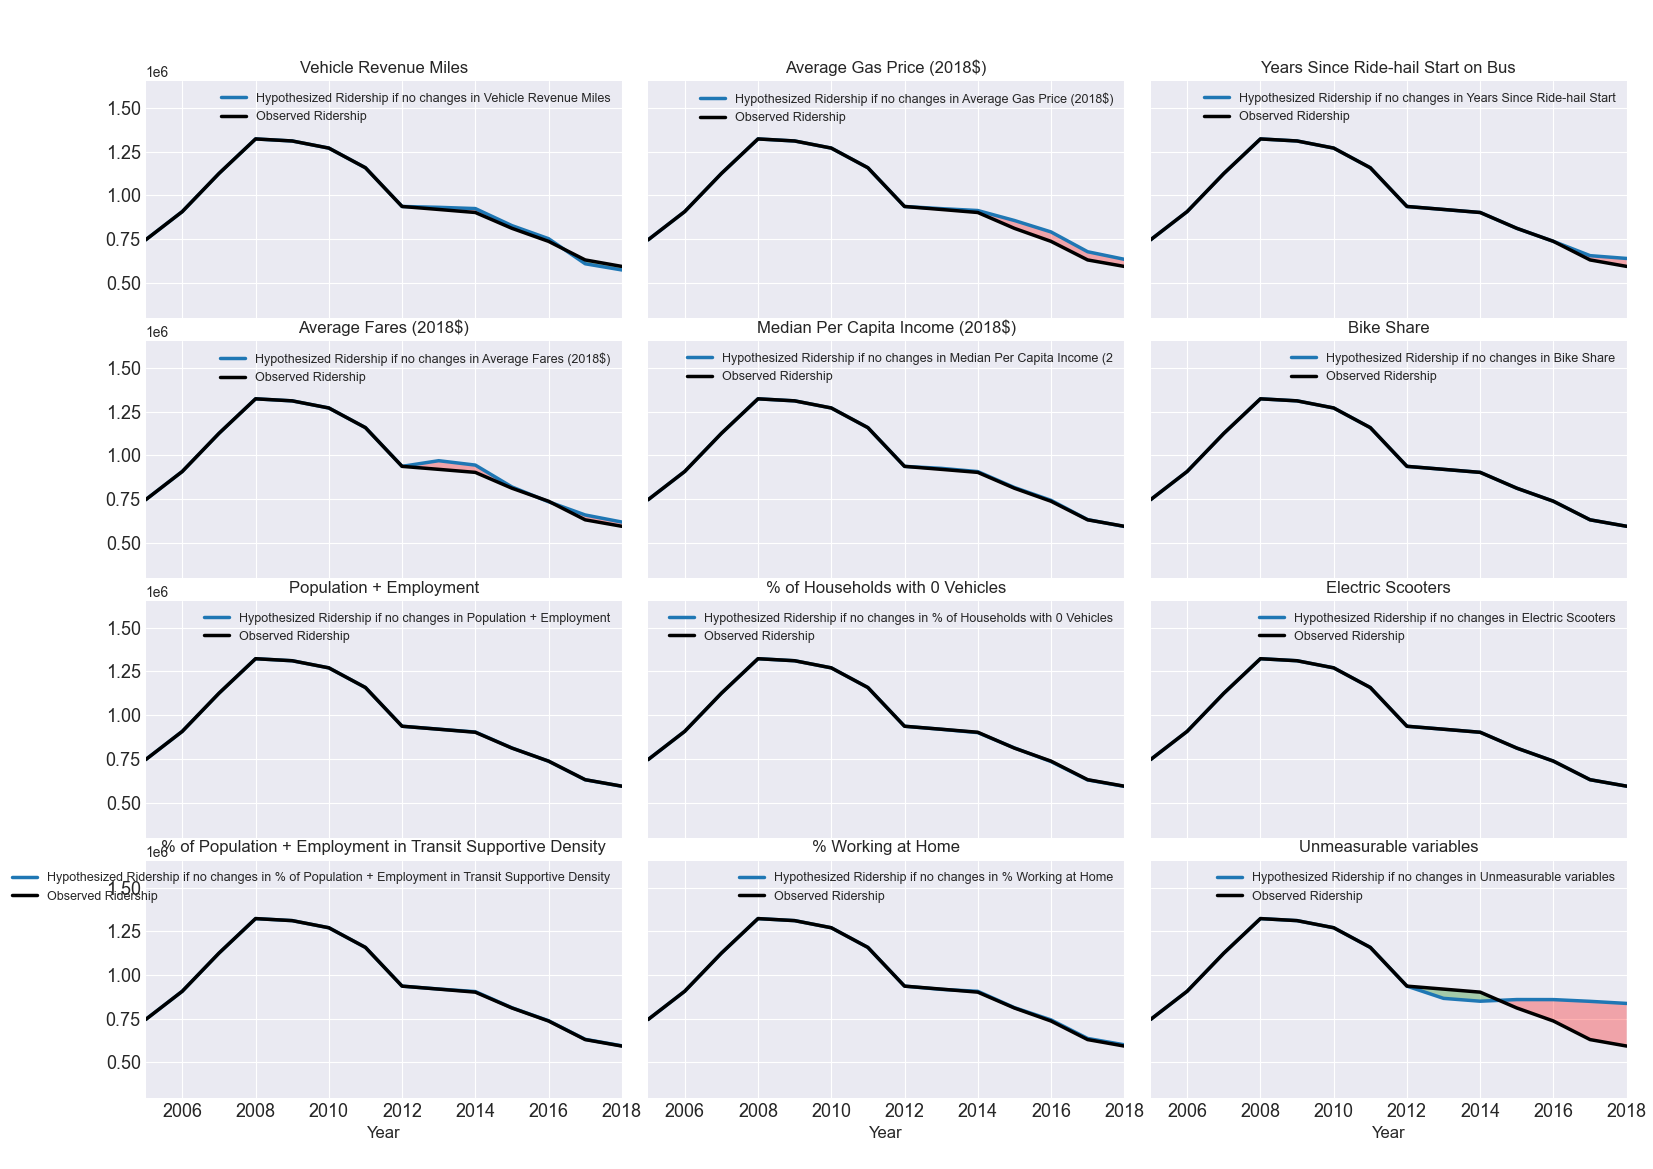 Vehicle Revenue Miles
1e6
Hypothesized Ridership if no changes in Vehicle Revenue Miles
Observed Ridership
1.50
1.25
1.00
0.75
0.50
Average Gas Price (2018$)
Hypothesized Ridership if no changes in Average Gas Price (2018$)
Observed Ridership
Years Since Ride-hail Start on Bus
Hypothesized Ridership if no changes in Years Since Ride-hail Start
Observed Ridership
Average Fares (2018$)
1e6
Hypothesized Ridership if no changes in Average Fares (2018$)
Observed Ridership
1.50
1.25
1.00
0.75
0.50
Median Per Capita Income (2018$)
Hypothesized Ridership if no changes in Median Per Capita Income (2
Observed Ridership
Bike Share
Hypothesized Ridership if no changes in Bike Share
Observed Ridership
Population + Employment
1e6
Hypothesized Ridership if no changes in Population + Employment
Observed Ridership
1.50
1.25
1.00
0.75
0.50
% of Households with 0 Vehicles
Hypothesized Ridership if no changes in % of Households with 0 Vehicles
Observed Ridership
Electric Scooters
Hypothesized Ridership if no changes in Electric Scooters
Observed Ridership
% of Population + Employment in Transit Supportive Density
1e6
Hypothesized Ridership if no changes in % of Population + Employment in Transit Supportive Density
Observed Ridership
1.50
1.25
1.00
0.75
0.50
2006 2008 2010 2012 2014 2016 2018
Year
% Working at Home
Hypothesized Ridership if no changes in % Working at Home
Observed Ridership
2006 2008 2010 2012 2014 2016 2018
Year
Unmeasurable variables
Hypothesized Ridership if no changes in Unmeasurable variables
Observed Ridership
2006 2008 2010 2012 2014 2016 2018
Year